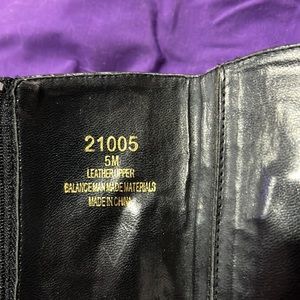 21005
5M
LEATHER UPPER
BALANCE MAN MADE MATERIALS
MADE IN CHINA